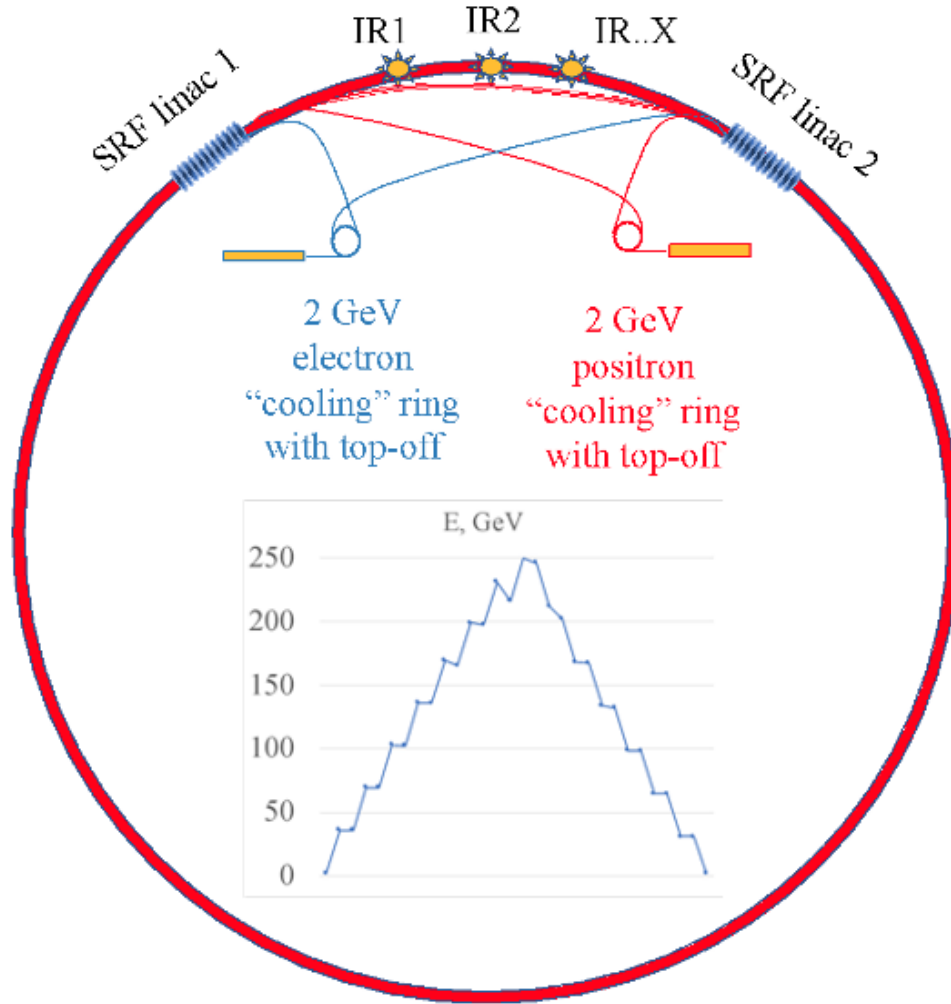 IR1
IR2
IR..X
SRF linac 1
SRF linac 2
2 GeV
electron
“cooling” ring
with top-off
2 GeV
positron
“cooling” ring
with top-off
E, GeV
250
200
150
100
50
0